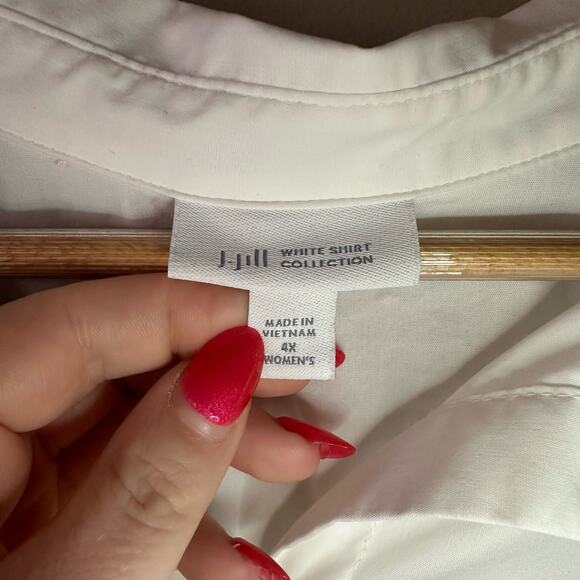 J.Jill WHITE SHIRT
COLLECTION
MADE IN
VIETNAM
4X
WOMEN'S